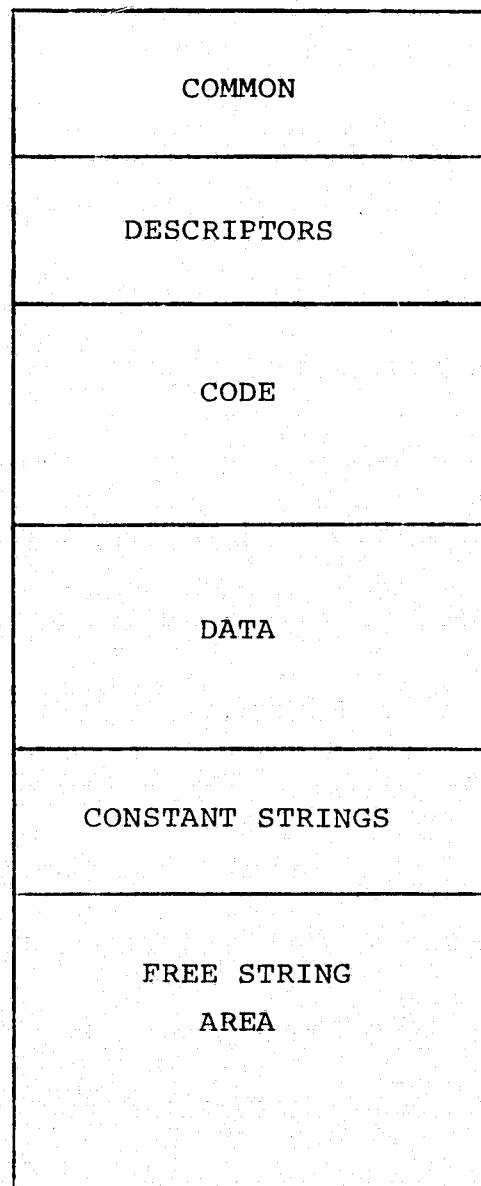 COMMON
DESCRIPTORS
CODE
DATA
CONSTANT STRINGS
FREE STRING
AREA